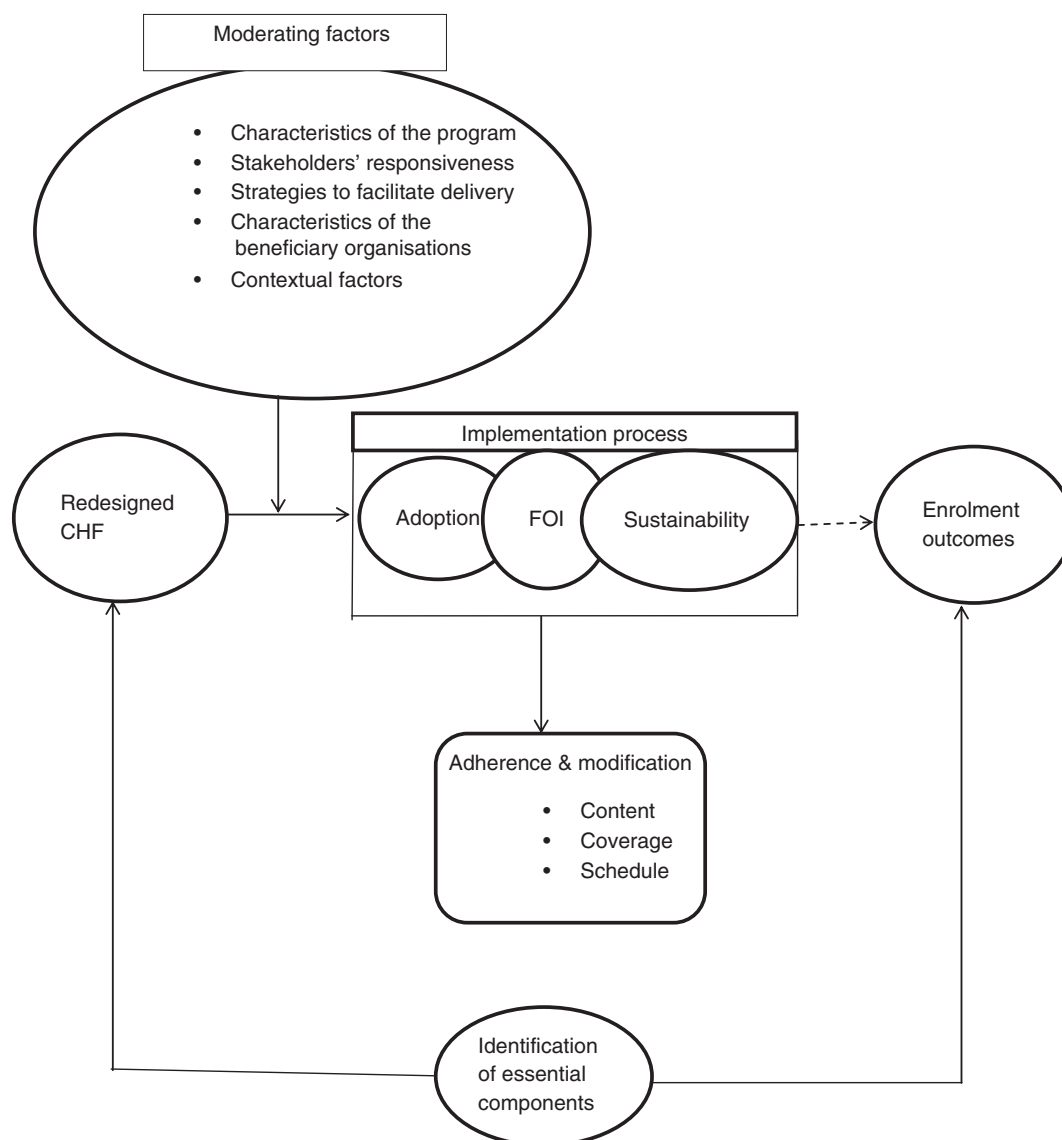 Moderating factors
• Characteristics of the program
• Stakeholders’ responsiveness
• Strategies to facilitate delivery
• Characteristics of the
beneficiary organisations
• Contextual factors
Implementation process
Redesigned
CHF
Adoption
FOI
Sustainability
Enrolment
outcomes
Adherence & modification
• Content
• Coverage
• Schedule
Identification
of essential
components